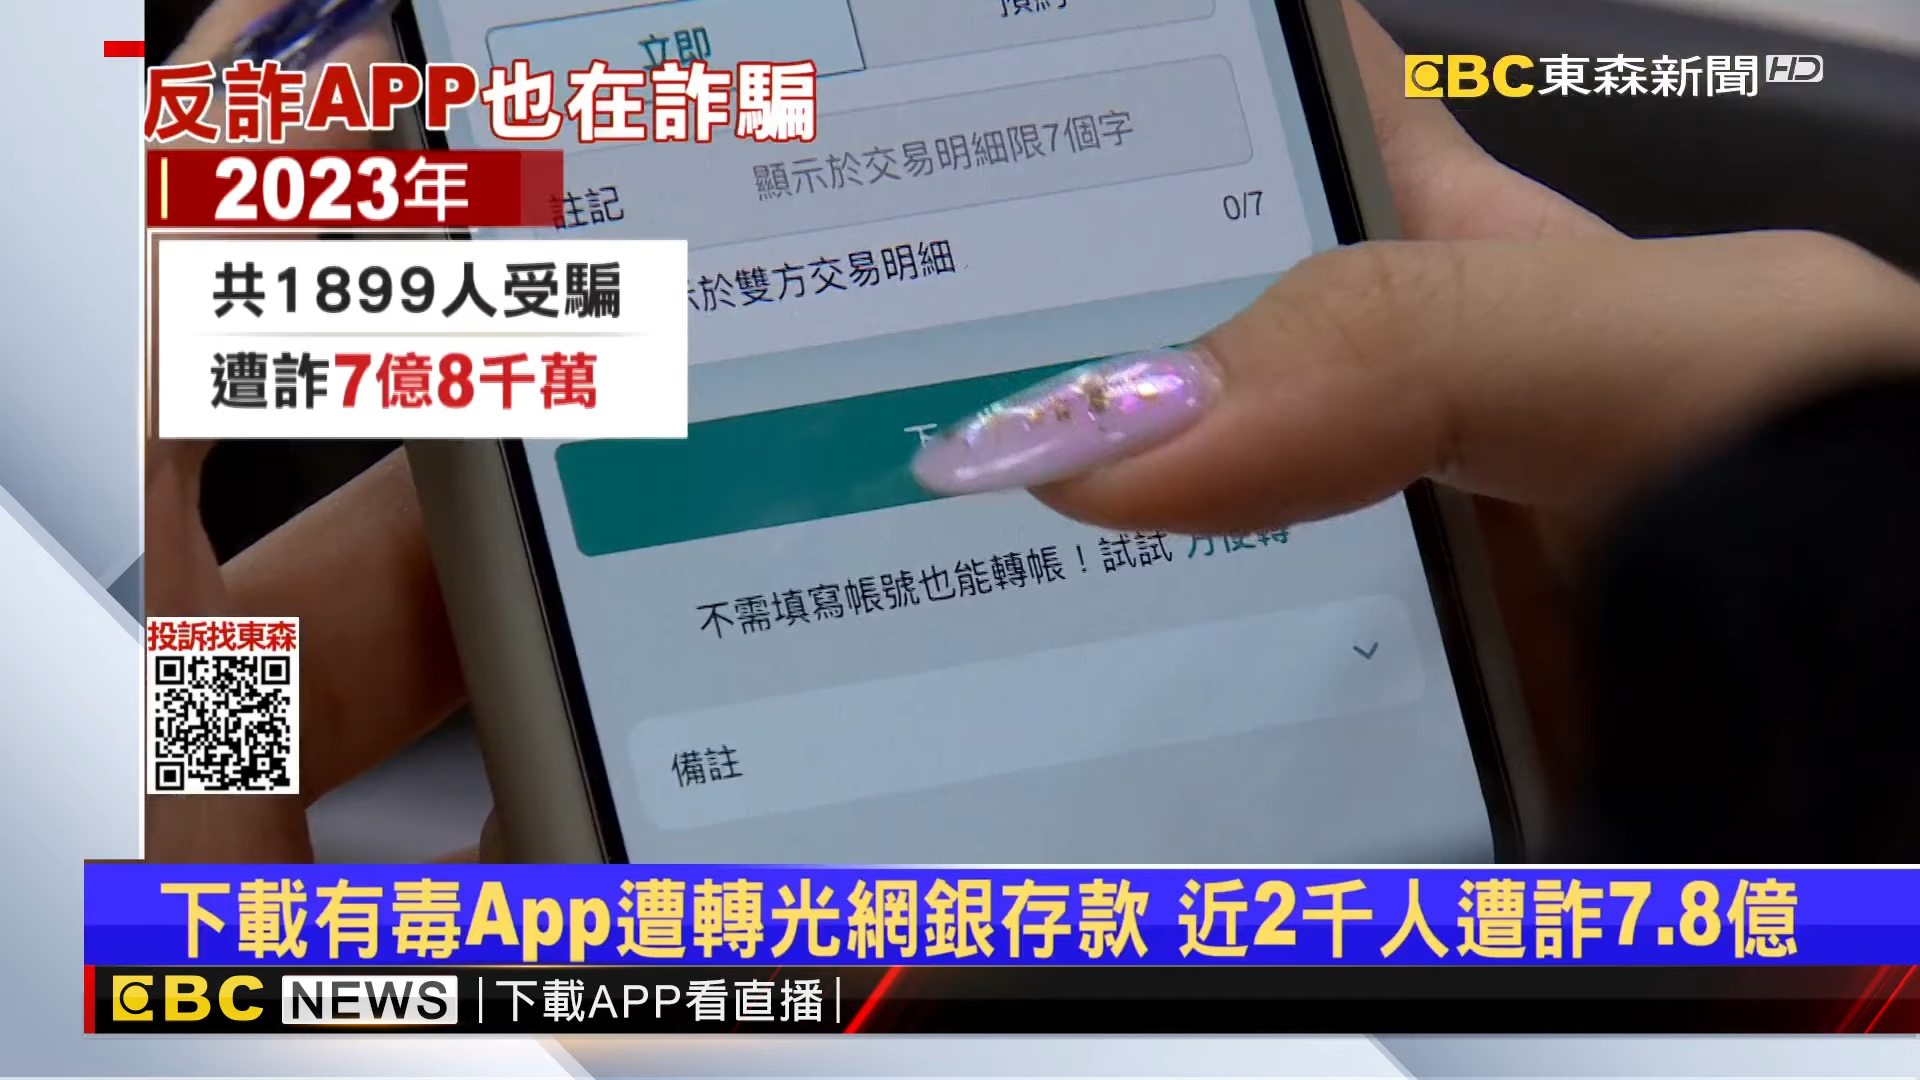 立即
反詐APP也在詐騙
EBC東森新聞HD
顯示於交易明細限7個字
2023年
註記
0/7
共1899人受騙
示於雙方交易明細
遭詐7億8千萬
下
不需填寫帳號也能轉帳！試試 方便轉
投訴找東森
備註
下載有毒App遭轉光網銀存款 近2千人遭詐7.8億
EBC NEWS 下載APP看直播